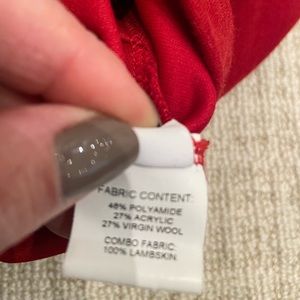 FABRIC CONTENT:
46% POLYAMIDE
27% ACRYLIC
27% VIRGIN WOOL
COMBO FABRIC:
100% LAMBSKIN